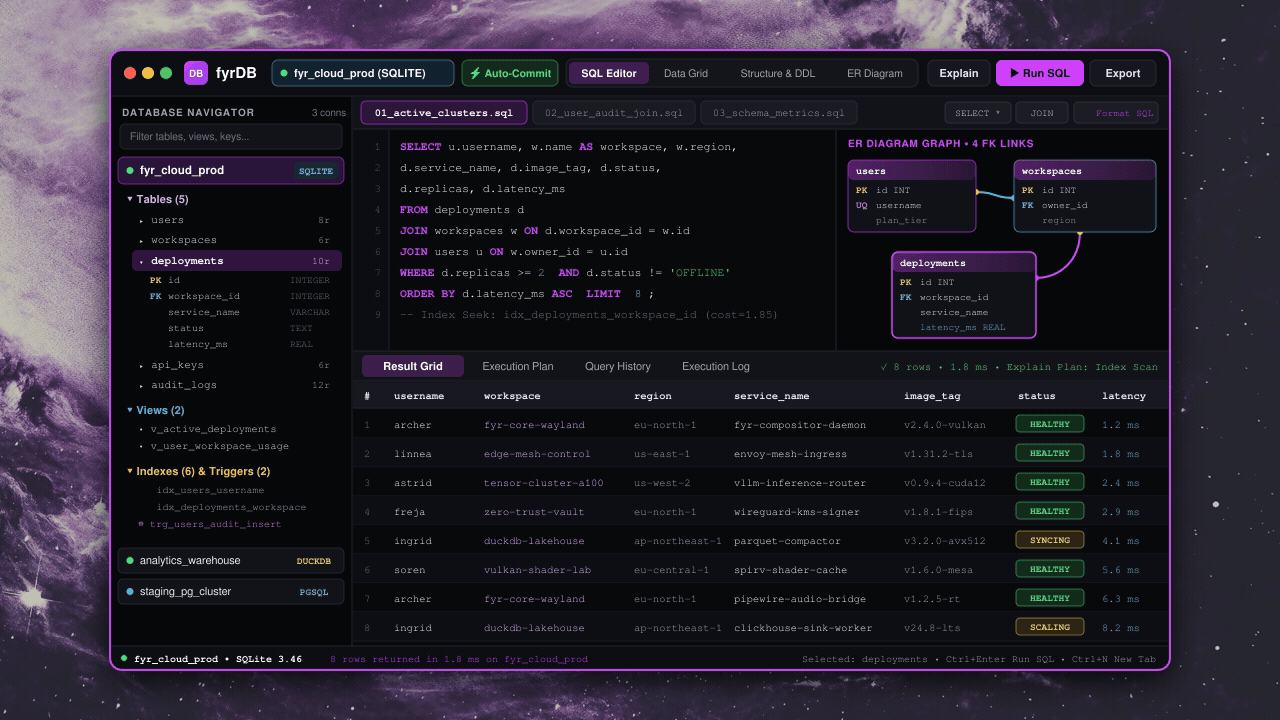 DB fyrDB fyr_cloud_prod (SQLITE) ⚡ Auto-Commit SQL Editor Data Grid Structure & DDL ER Diagram Explain ▶ Run SQL Export
DATABASE NAVIGATOR 3 conns
Filter tables, views, keys...
fyr_cloud_prod SQLITE
▾ Tables (5)
▸ users 8r
▸ workspaces 6r
▾ deployments 10r
PK id INTEGER
FK workspace_id INTEGER
service_name VARCHAR
status TEXT
latency_ms REAL
▸ api_keys 6r
▸ audit_logs 12r
▾ Views (2)
• v_active_deployments
• v_user_workspace_usage
▾ Indexes (6) & Triggers (2)
idx_users_username
idx_deployments_workspace
trg_users_audit_insert
analytics_warehouse DUCKDB
staging_pg_cluster PGSQL
01_active_clusters.sql 02_user_audit_join.sql 03_schema_metrics.sql SELECT * JOIN Format SQL
1 SELECT u.username, w.name AS workspace, w.region,
2 d.service_name, d.image_tag, d.status,
3 d.replicas, d.latency_ms
4 FROM deployments d
5 JOIN workspaces w ON d.workspace_id = w.id
6 JOIN users u ON w.owner_id = u.id
7 WHERE d.replicas >= 2 AND d.status != 'OFFLINE'
8 ORDER BY d.latency_ms ASC LIMIT 8 ;
9 -- Index Seek: idx_deployments_workspace_id (cost=1.85)
ER DIAGRAM GRAPH • 4 FK LINKS
users
PK id INT
UQ username
plan_tier
workspaces
PK id INT
FK owner_id
region
deployments
PK id INT
FK workspace_id
service_name
latency_ms REAL
Result Grid Execution Plan Query History Execution Log ✓ 8 rows • 1.8 ms • Explain Plan: Index Scan
# username workspace region service_name image_tag status latency
1 archer fyr-core-wayland eu-north-1 fyr-compositor-daemon v2.4.0-vulkan HEALTHY 1.2 ms
2 linnea edge-mesh-control us-east-1 envoy-mesh-ingress v1.31.2-tls HEALTHY 1.8 ms
3 astrid tensor-cluster-a100 us-west-2 vllm-inference-router v0.9.4-cuda12 HEALTHY 2.4 ms
4 freja zero-trust-vault eu-north-1 wireguard-kms-signer v1.8.1-fips HEALTHY 2.9 ms
5 ingrid duckdb-lakehouse ap-northeast-1 parquet-compactor v3.2.0-avx512 SYNCING 4.1 ms
6 soren vulkan-shader-lab eu-central-1 spirv-shader-cache v1.6.0-mesa HEALTHY 5.6 ms
7 archer fyr-core-wayland eu-north-1 pipewire-audio-bridge v1.2.5-rt HEALTHY 6.3 ms
8 ingrid duckdb-lakehouse ap-northeast-1 clickhouse-sink-worker v24.8-lts SCALING 8.2 ms
fyr_cloud_prod • SQLite 3.46 8 rows returned in 1.8 ms on fyr_cloud_prod Selected: deployments • Ctrl+Enter Run SQL • Ctrl+N New Tab